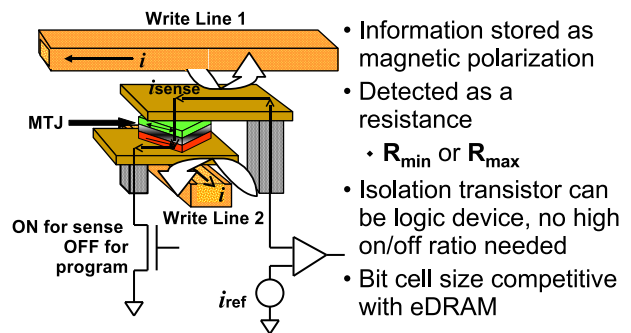 Write Line 1
i
isense
MTJ
i
Write Line 2
ON for sense
OFF for
program
iref
• Information stored as
magnetic polarization
• Detected as a
resistance
◆ Rmin or Rmax
• Isolation transistor can
be logic device, no high
on/off ratio needed
• Bit cell size competitive
with eDRAM